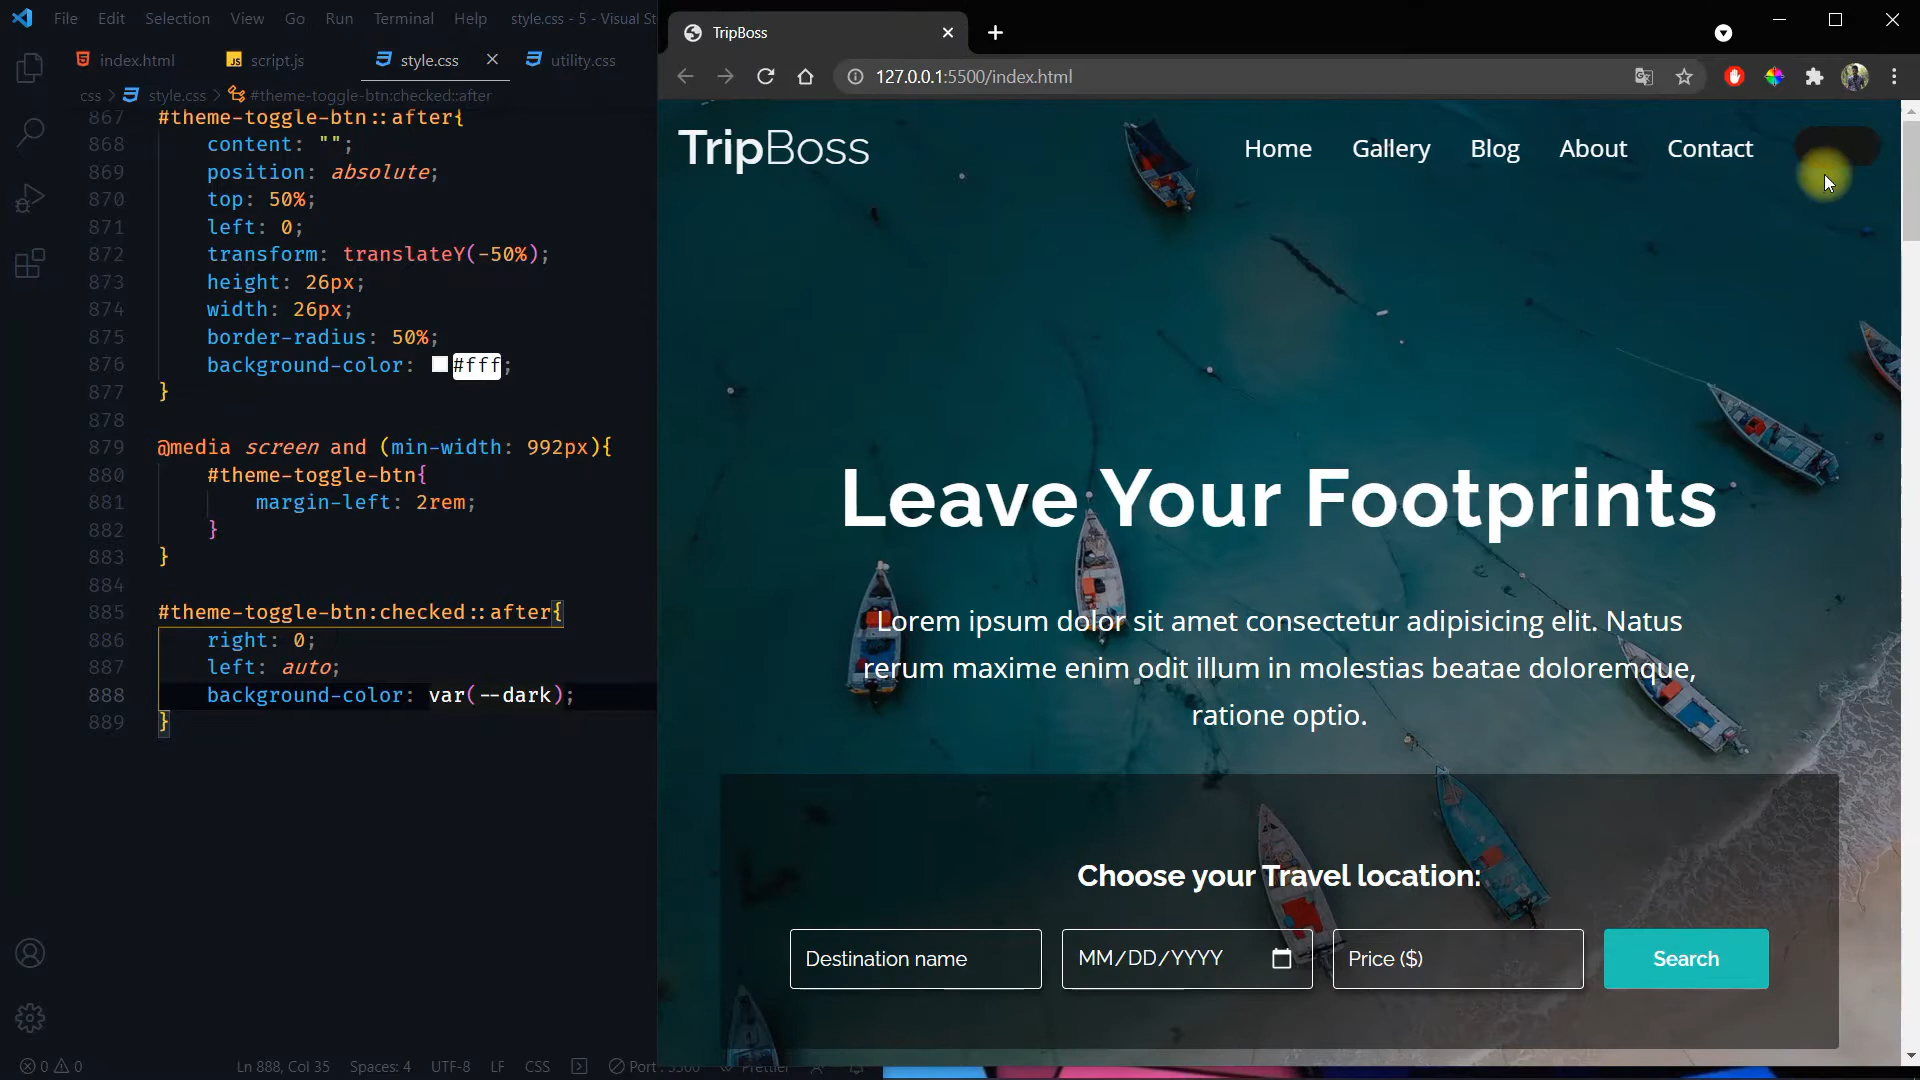 File Edit Selection View Go Run Terminal Help style.css - 5 - Visual St
index.html JS script.js style.css utility.css
css > style.css > #theme-toggle-btn:checked::after
867 #theme-toggle-btn::after{
868 content: "";
869 position: absolute;
870 top: 50%;
871 left: 0;
872 transform: translateY(-50%);
873 height: 26px;
874 width: 26px;
875 border-radius: 50%;
876 background-color: #fff;
877 }
878
879 @media screen and (min-width: 992px){
880 #theme-toggle-btn{
881 margin-left: 2rem;
882 }
883 }
884
885 #theme-toggle-btn:checked::after{
886 right: 0;
887 left: auto;
888 background-color: var(--dark);
889 }
0 0 Ln 888, Col 35 Spaces: 4 UTF-8 LF CSS Port : 5500 Prettier
TripBoss
127.0.0.1:5500/index.html
TripBoss Home Gallery Blog About Contact
Leave Your Footprints
Lorem ipsum dolor sit amet consectetur adipisicing elit. Natus
rerum maxime enim odit illum in molestias beatae doloremque,
ratione optio.
Choose your Travel location:
Destination name MM/DD/YYYY Price ($) Search